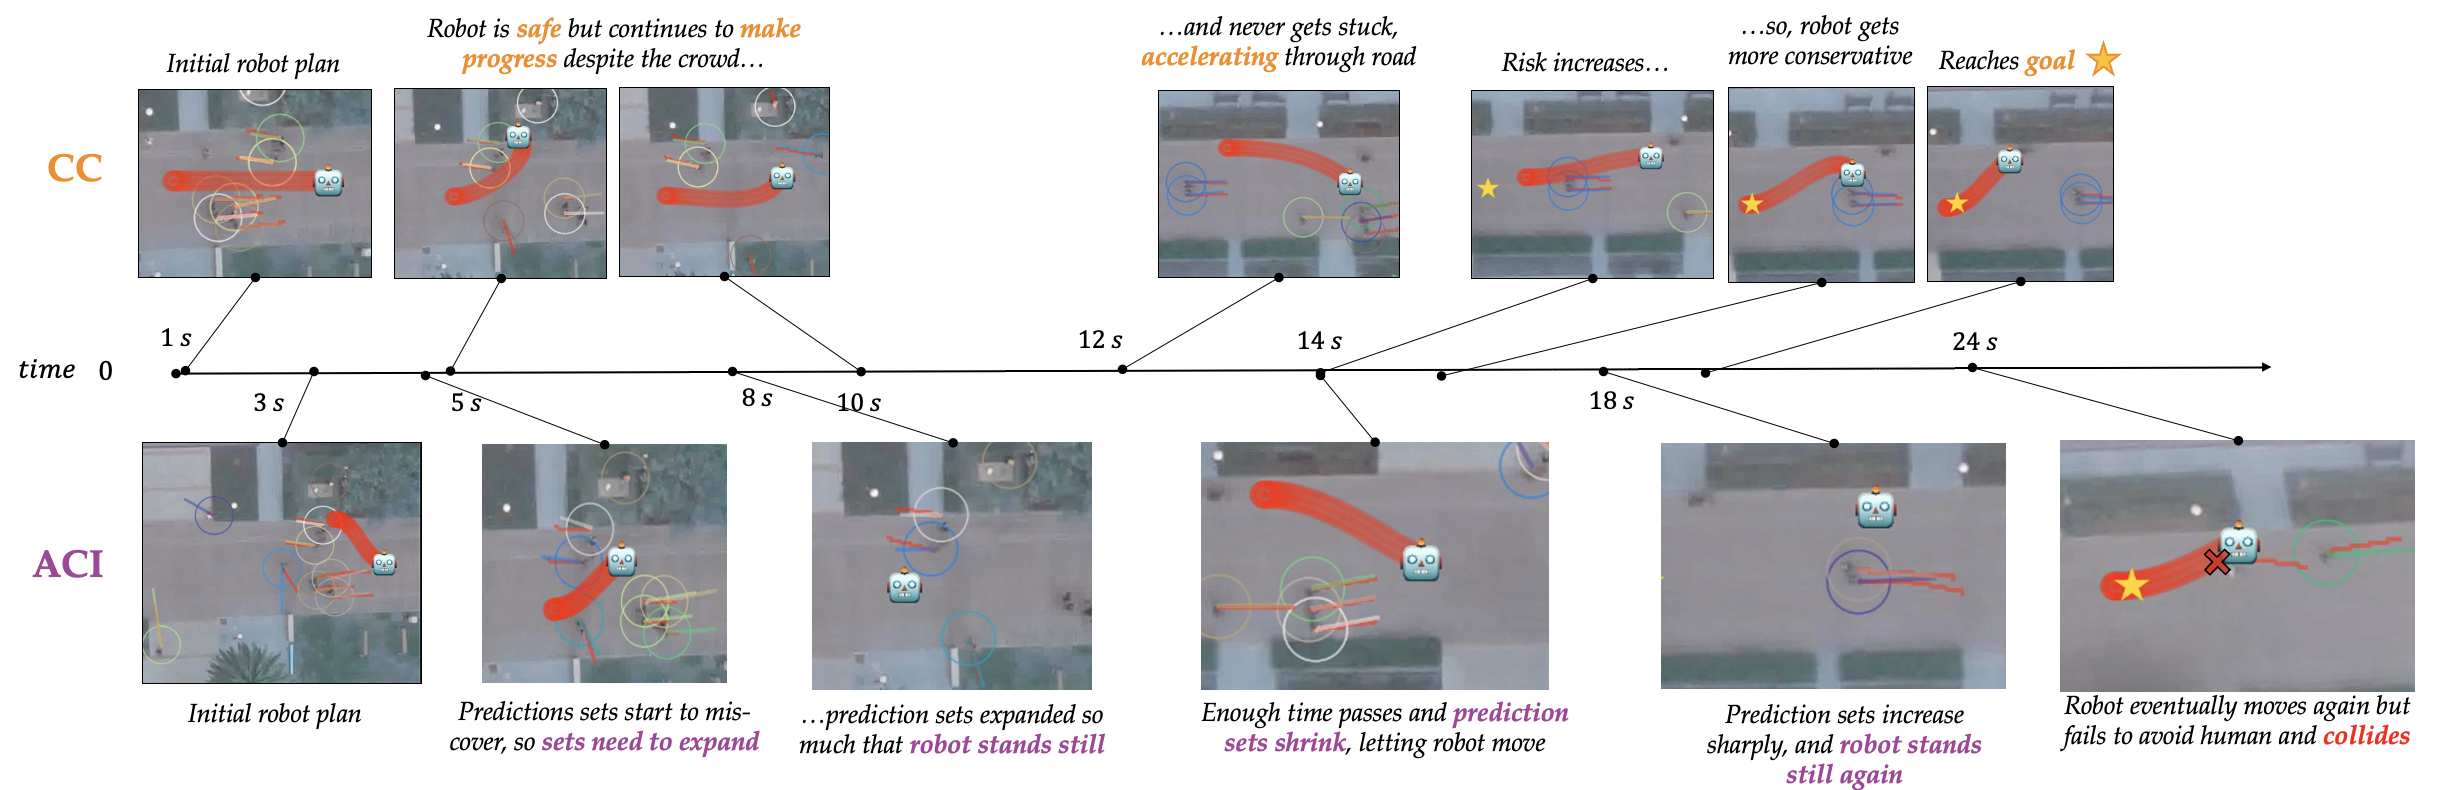 Initial robot plan
Robot is safe but continues to make
progress despite the crowd…
…and never gets stuck,
accelerating through road
Risk increases…
…so, robot gets
more conservative
Reaches goal
CC
1 s
12 s
14 s
24 s
time 0
3 s
5 s
8 s
10 s
18 s
ACI
Initial robot plan
Predictions sets start to mis-
cover, so sets need to expand
…prediction sets expanded so
much that robot stands still
Enough time passes and prediction
sets shrink, letting robot move
Prediction sets increase
sharply, and robot stands
still again
Robot eventually moves again but
fails to avoid human and collides